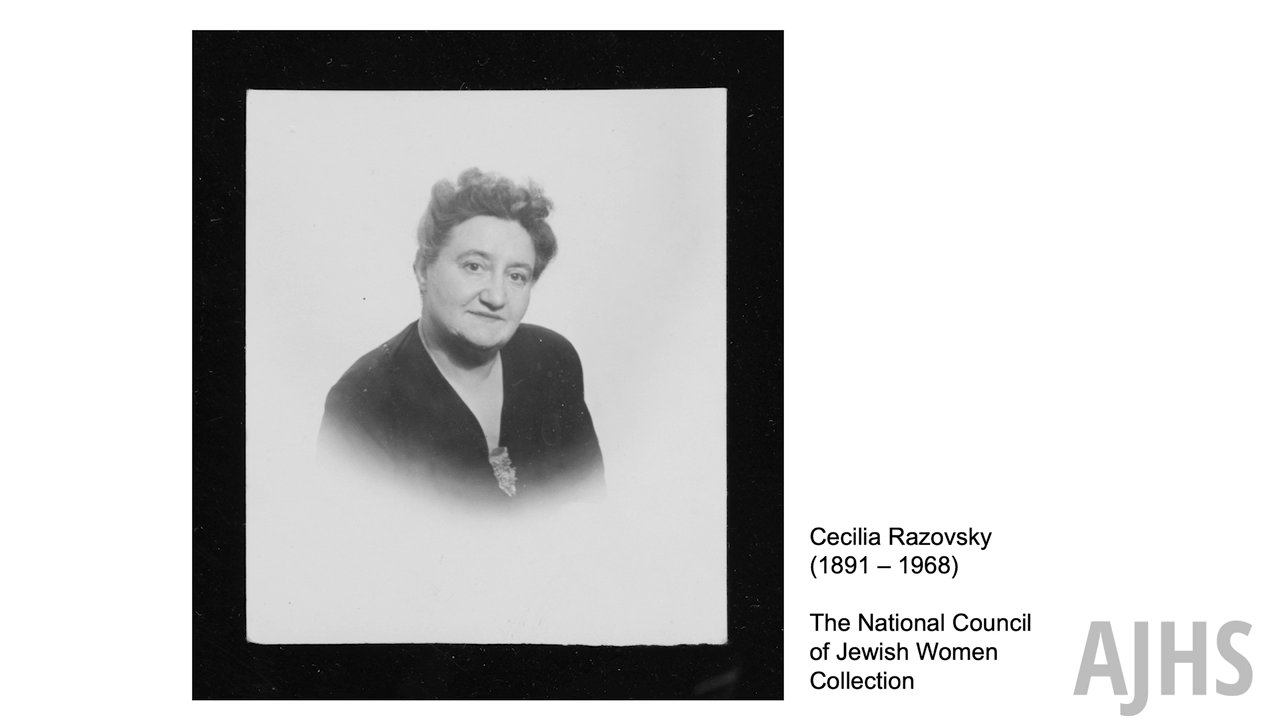 Cecilia Razovsky
(1891 – 1968)
The National Council
of Jewish Women
Collection
AJHS